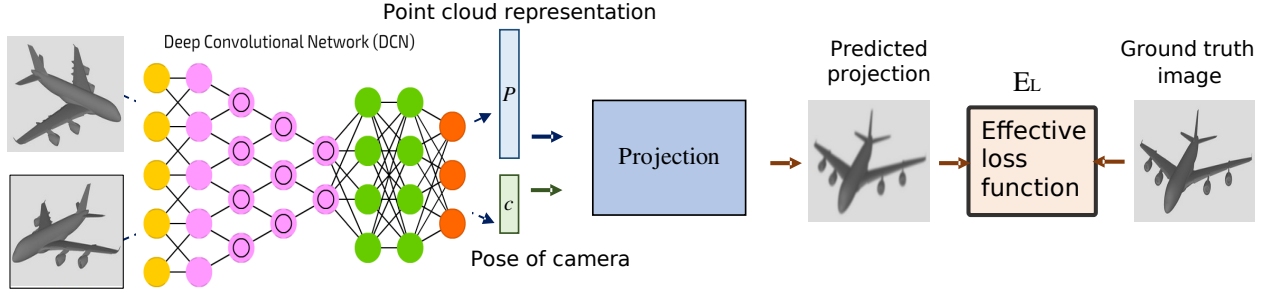 Point cloud representation
Deep Convolutional Network (DCN)
P
c
Pose of camera
Projection
Predicted
projection
EL
Effective
loss
function
Ground truth
image